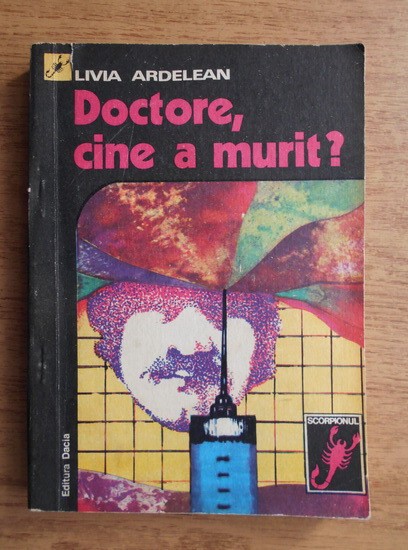 LIVIA ARDELEAN
Doctore,
cine a murit?
SCORPIONUL
Editura Dacia